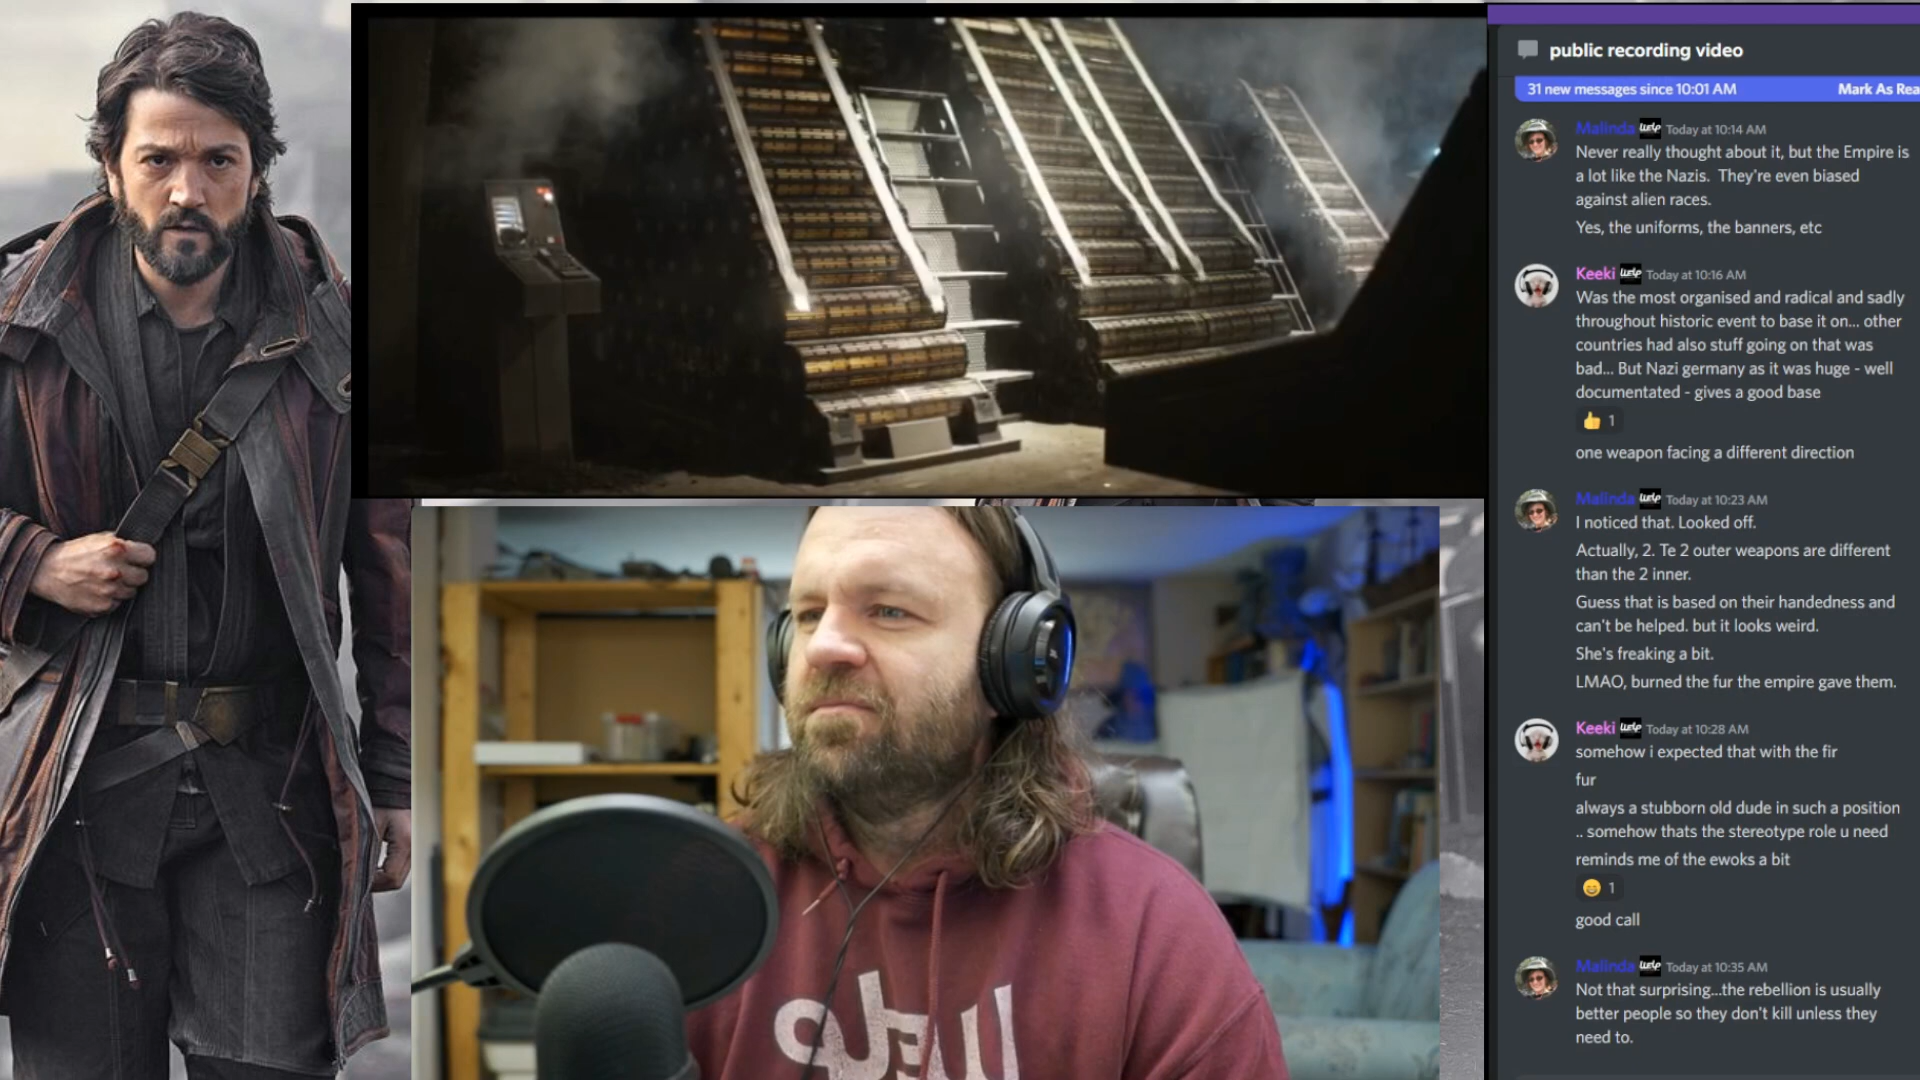 public recording video
31 new messages since 10:01 AM Mark As Rea
Malinda welp Today at 10:14 AM
Never really thought about it, but the Empire is
a lot like the Nazis. They're even biased
against alien races.
Yes, the uniforms, the banners, etc
Keeki welp Today at 10:16 AM
Was the most organised and radical and sadly
throughout historic event to base it on... other
countries had also stuff going on that was
bad... But Nazi germany as it was huge - well
documentated - gives a good base
1
one weapon facing a different direction
Malinda welp Today at 10:23 AM
I noticed that. Looked off.
Actually, 2. Te 2 outer weapons are different
than the 2 inner.
Guess that is based on their handedness and
can't be helped. but it looks weird.
She's freaking a bit.
LMAO, burned the fur the empire gave them.
Keeki welp Today at 10:28 AM
somehow i expected that with the fir
fur
always a stubborn old dude in such a position
.. somehow thats the stereotype role u need
reminds me of the ewoks a bit
1
good call
Malinda welp Today at 10:35 AM
Not that surprising...the rebellion is usually
better people so they don't kill unless they
need to.